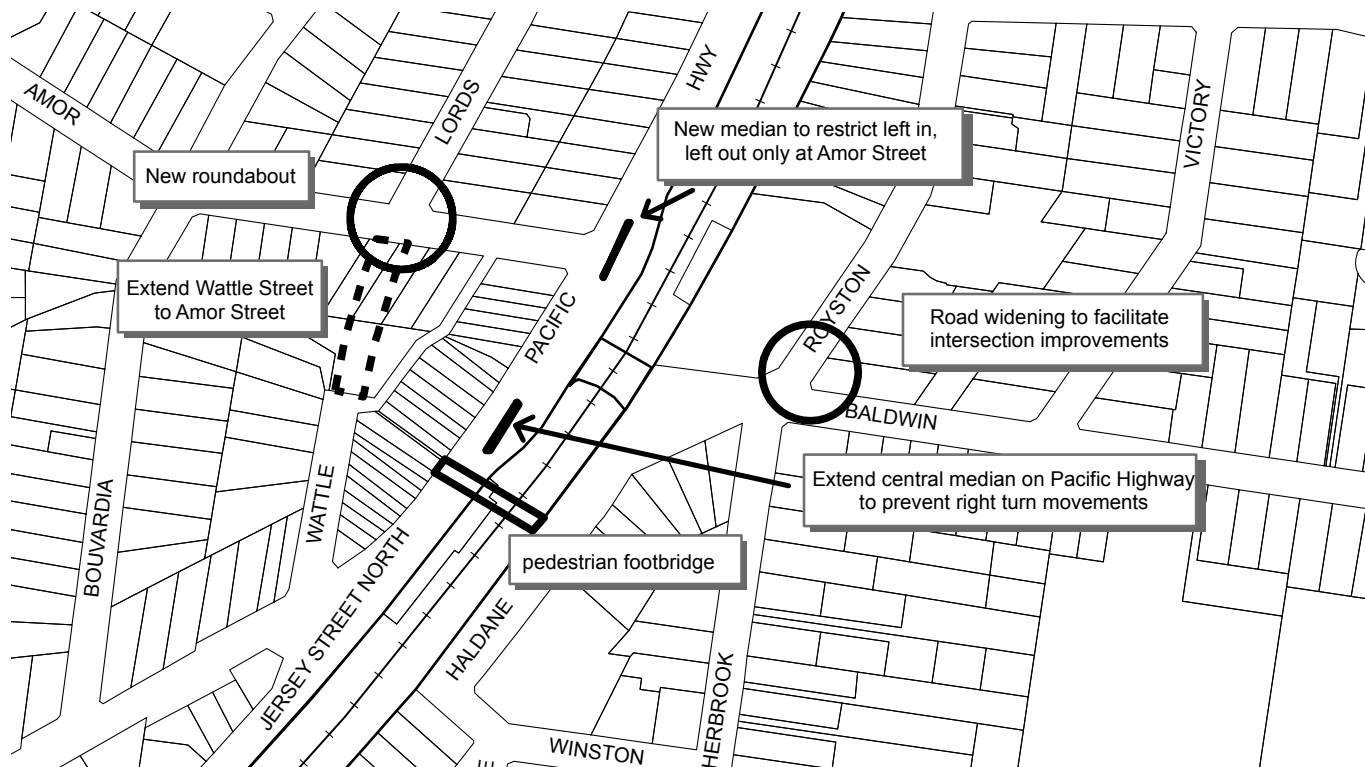 AMOR
LORDS
HWY
VICTORY
New median to restrict left in,
left out only at Amor Street
New roundabout
Extend Wattle Street
to Amor Street
PACIFIC
ROYSTON
Road widening to facilitate
intersection improvements
BALDWIN
BOUVARDIA
WATTLE
Extend central median on Pacific Highway
to prevent right turn movements
pedestrian footbridge
JERSEY STREET NORTH
HALDANE
HERBROOK
WINSTON
E